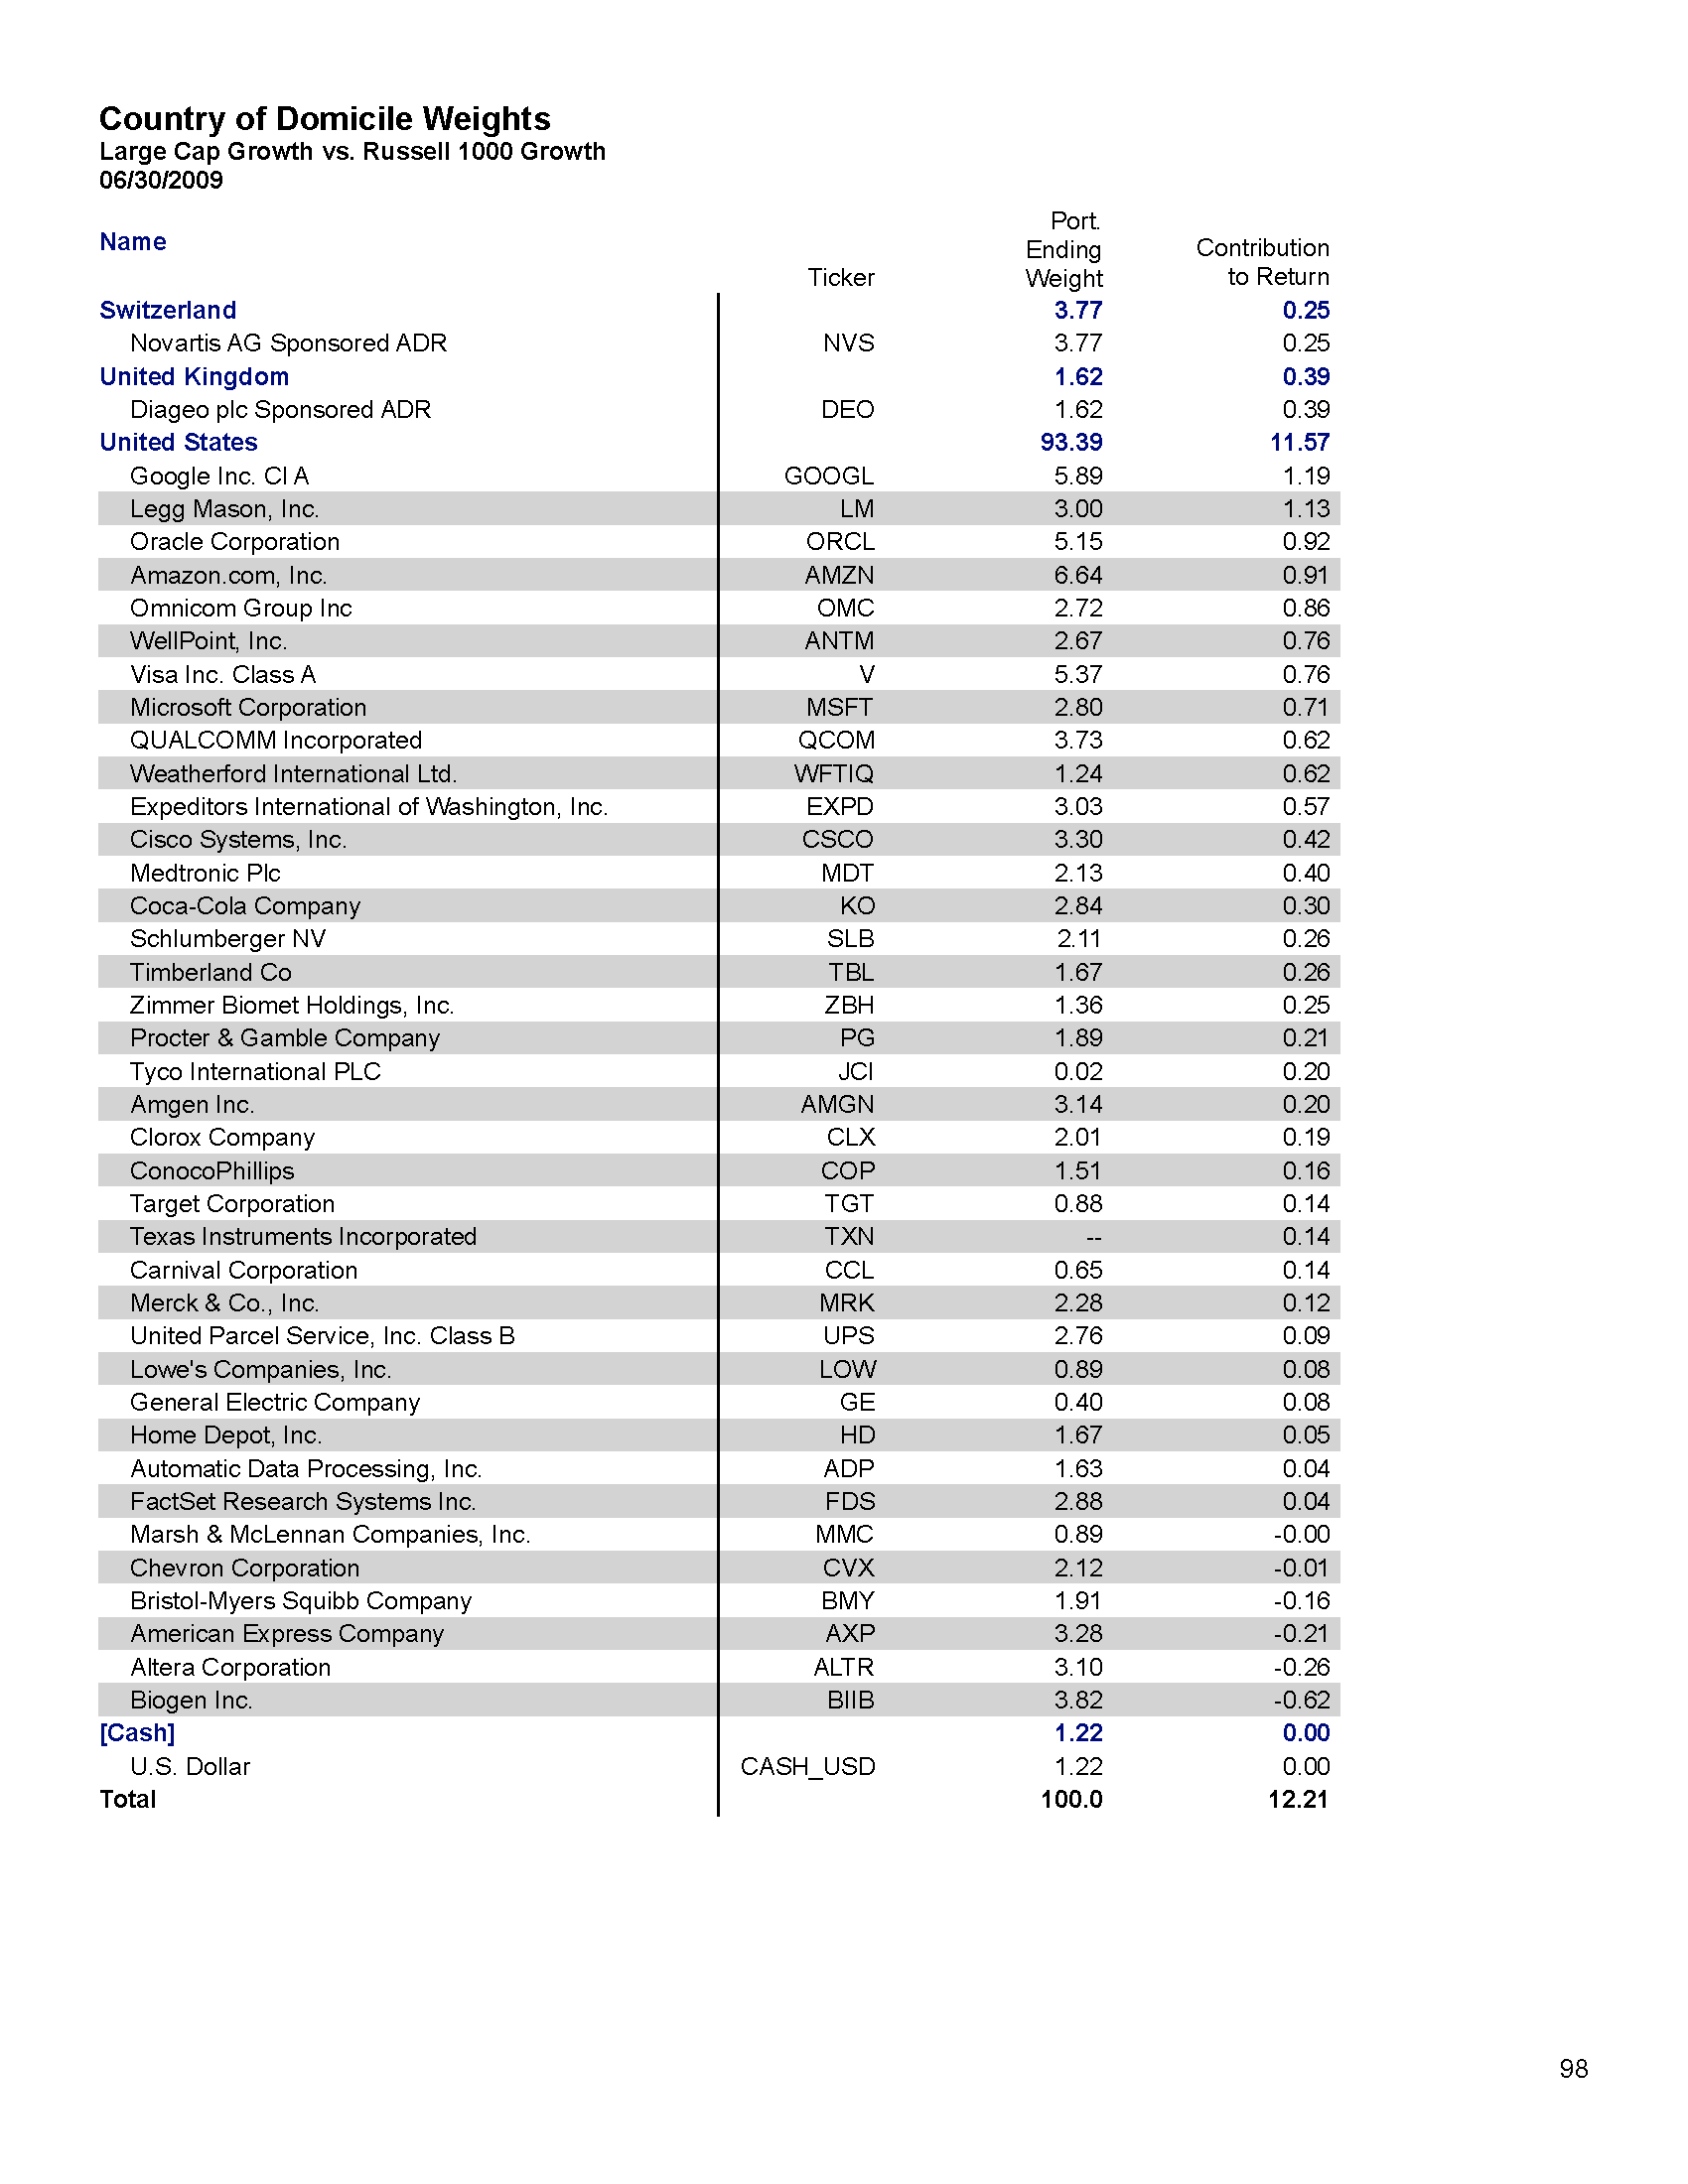 Country of Domicile Weights
Large Cap Growth vs. Russell 1000 Growth
06/30/2009
Name Ticker Port. Ending Weight Contribution to Return
Switzerland 3.77 0.25
Novartis AG Sponsored ADR NVS 3.77 0.25
United Kingdom 1.62 0.39
Diageo plc Sponsored ADR DEO 1.62 0.39
United States 93.39 11.57
Google Inc. Cl A GOOGL 5.89 1.19
Legg Mason, Inc. LM 3.00 1.13
Oracle Corporation ORCL 5.15 0.92
Amazon.com, Inc. AMZN 6.64 0.91
Omnicom Group Inc OMC 2.72 0.86
WellPoint, Inc. ANTM 2.67 0.76
Visa Inc. Class A V 5.37 0.76
Microsoft Corporation MSFT 2.80 0.71
QUALCOMM Incorporated QCOM 3.73 0.62
Weatherford International Ltd. WFTIQ 1.24 0.62
Expeditors International of Washington, Inc. EXPD 3.03 0.57
Cisco Systems, Inc. CSCO 3.30 0.42
Medtronic Plc MDT 2.13 0.40
Coca-Cola Company KO 2.84 0.30
Schlumberger NV SLB 2.11 0.26
Timberland Co TBL 1.67 0.26
Zimmer Biomet Holdings, Inc. ZBH 1.36 0.25
Procter & Gamble Company PG 1.89 0.21
Tyco International PLC JCI 0.02 0.20
Amgen Inc. AMGN 3.14 0.20
Clorox Company CLX 2.01 0.19
ConocoPhillips COP 1.51 0.16
Target Corporation TGT 0.88 0.14
Texas Instruments Incorporated TXN -- 0.14
Carnival Corporation CCL 0.65 0.14
Merck & Co., Inc. MRK 2.28 0.12
United Parcel Service, Inc. Class B UPS 2.76 0.09
Lowe's Companies, Inc. LOW 0.89 0.08
General Electric Company GE 0.40 0.08
Home Depot, Inc. HD 1.67 0.05
Automatic Data Processing, Inc. ADP 1.63 0.04
FactSet Research Systems Inc. FDS 2.88 0.04
Marsh & McLennan Companies, Inc. MMC 0.89 -0.00
Chevron Corporation CVX 2.12 -0.01
Bristol-Myers Squibb Company BMY 1.91 -0.16
American Express Company AXP 3.28 -0.21
Altera Corporation ALTR 3.10 -0.26
Biogen Inc. BIIB 3.82 -0.62
[Cash] 1.22 0.00
U.S. Dollar CASH_USD 1.22 0.00
Total 100.0 12.21
98